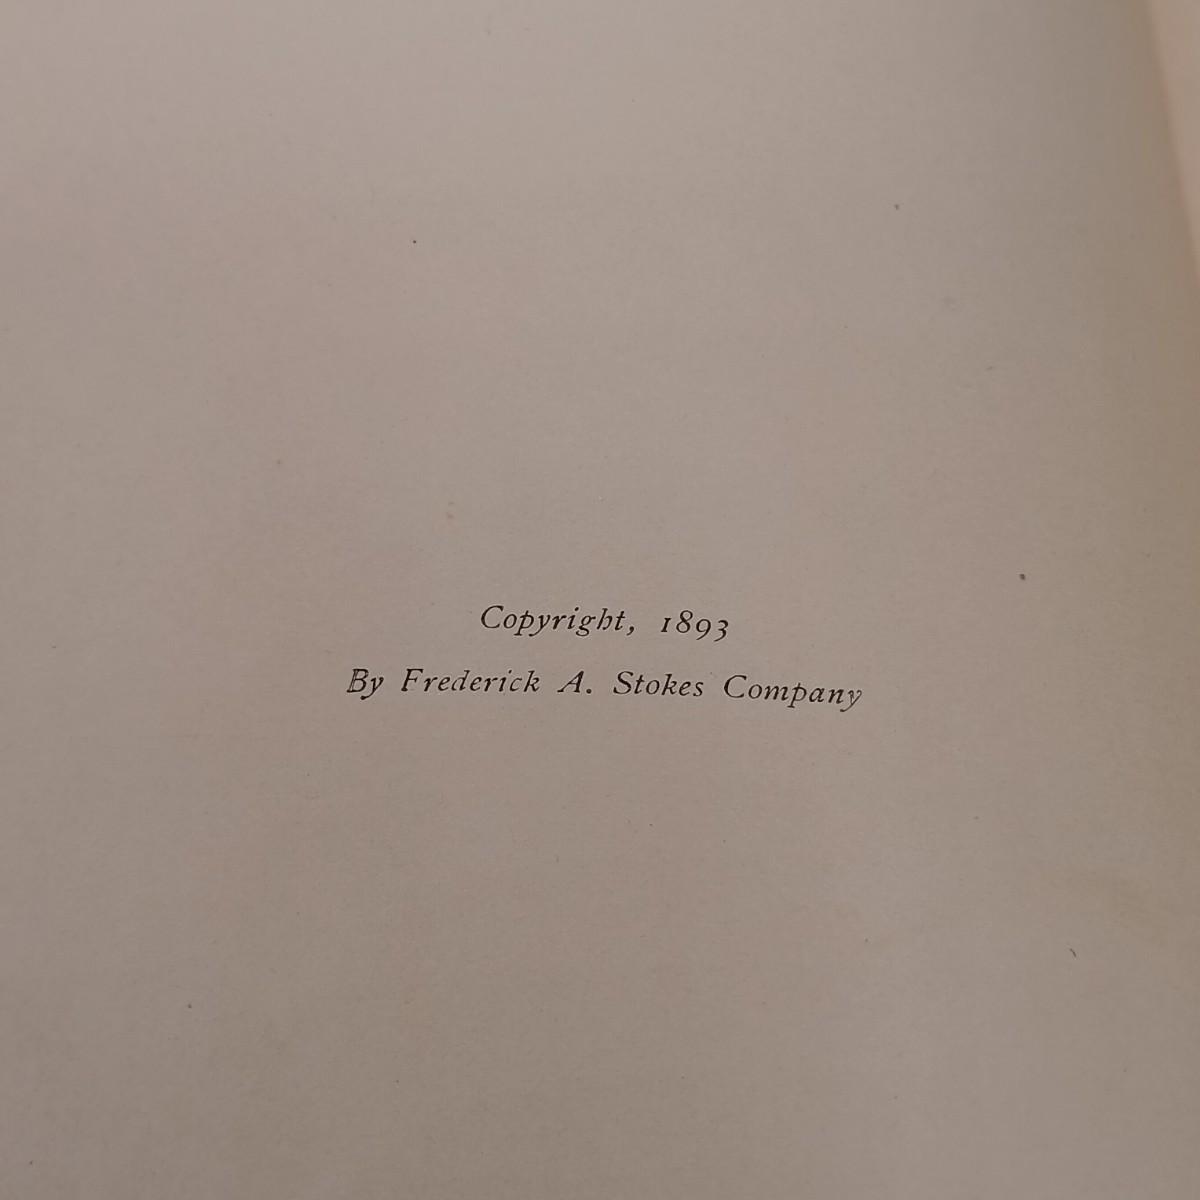 Copyright, 1893
By Frederick A. Stokes Company